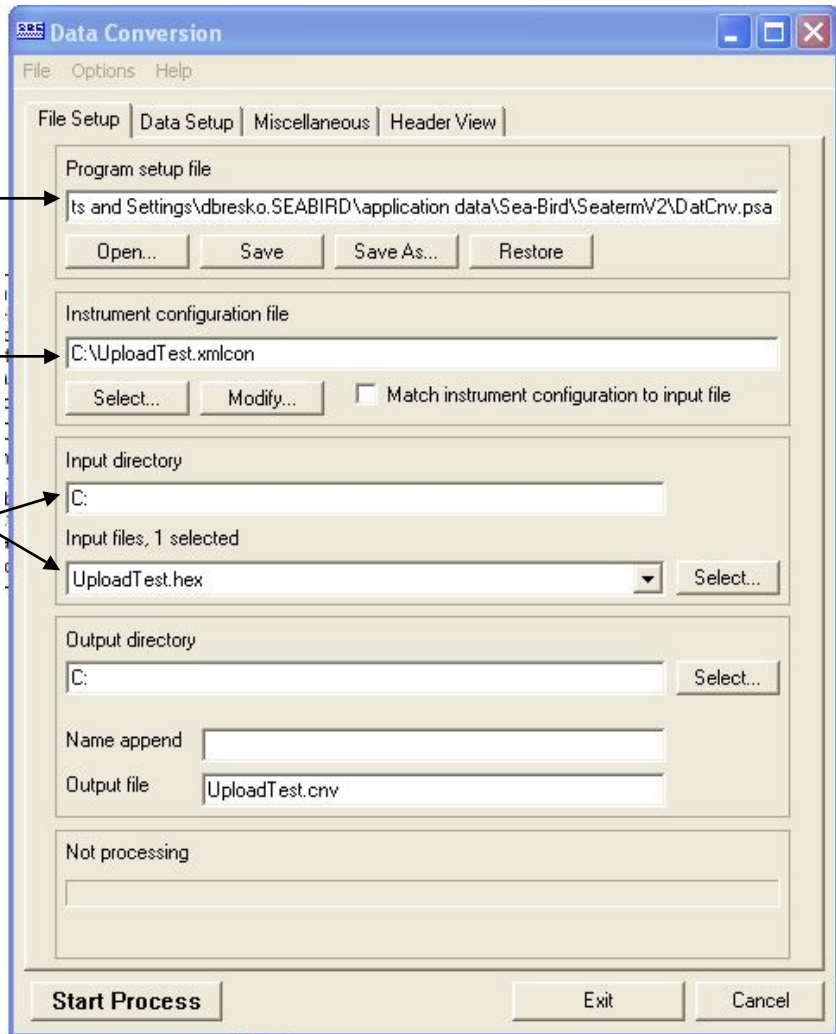 SBE Data Conversion
File Options Help
File Setup Data Setup Miscellaneous Header View
Program setup file
ts and Settings\dbresko.SEABIRD\application data\Sea-Bird\SeatermV2\DatCnv.psa
Open... Save Save As... Restore
Instrument configuration file
C:\UploadTest.xmlcon
Select... Modify... Match instrument configuration to input file
Input directory
C:
Input files, 1 selected
UploadTest.hex Select...
Output directory
C: Select...
Name append
Output file UploadTest.cnv
Not processing
Start Process Exit Cancel